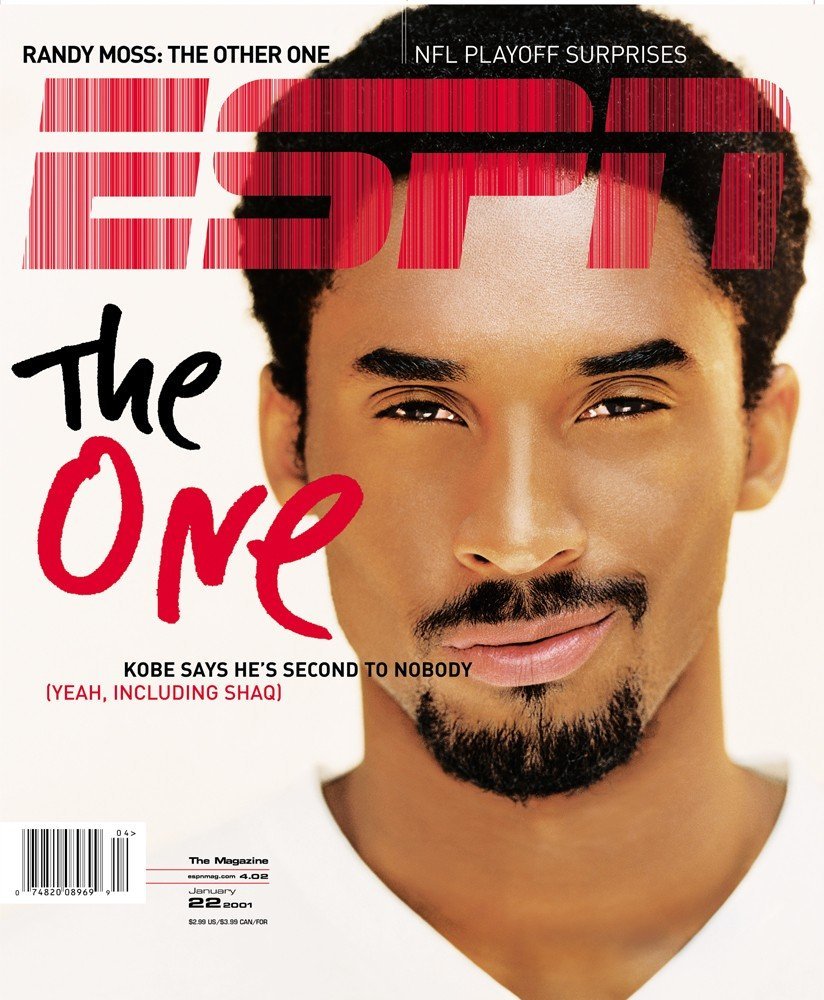 RANDY MOSS: THE OTHER ONE
NFL PLAYOFF SURPRISES
ESPN
The
One
KOBE SAYS HE'S SECOND TO NOBODY
(YEAH, INCLUDING SHAQ)
04>
0 74820 08969 9
The Magazine
espnmag.com 4.02
January
22 2001
$2.99 US/$3.99 CAN/FOR